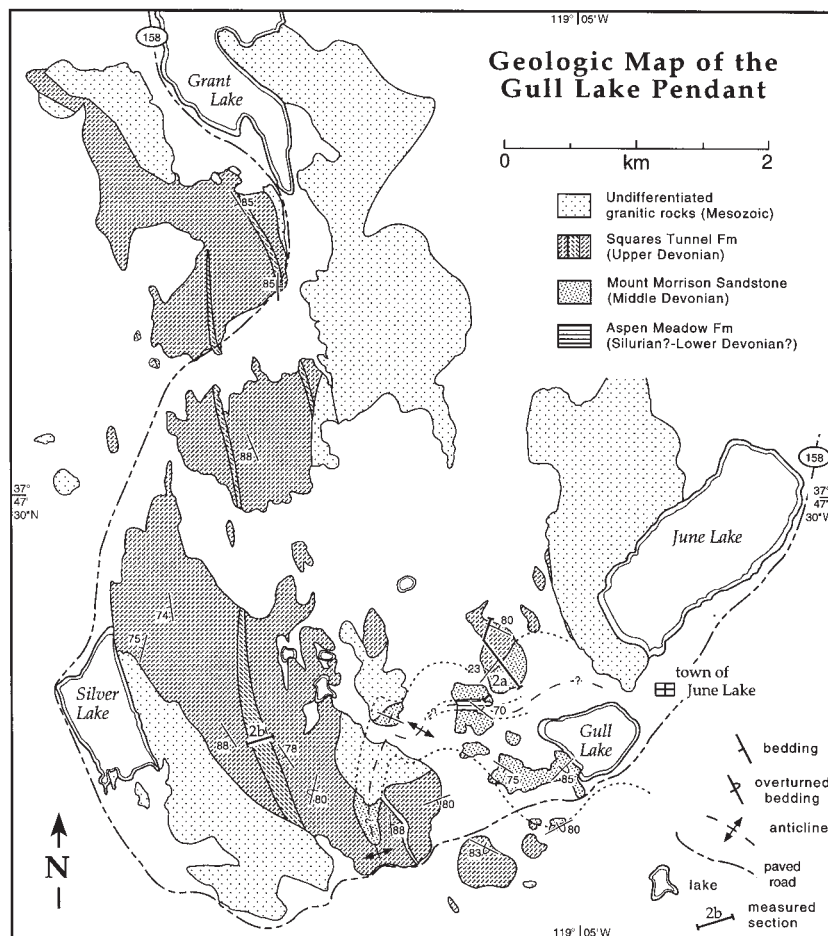 119° 05' W
158
Grant
Lake
Geologic Map of the
Gull Lake Pendant
0 km 2
Undifferentiated
granitic rocks (Mesozoic)
Squares Tunnel Fm
(Upper Devonian)
Mount Morrison Sandstone
(Middle Devonian)
Aspen Meadow Fm
(Silurian?-Lower Devonian?)
85
85
88
158
37°
47'
30"N
37°
47'
30"N
June Lake
74
75
80
23
2a
?
town of
June Lake
70
?
Silver
Lake
Gull
Lake
2b
88
78
75
85
80
80
88
80
83
bedding
overturned
bedding
anticline
paved
road
lake
2b
measured
section
N
119° 05' W